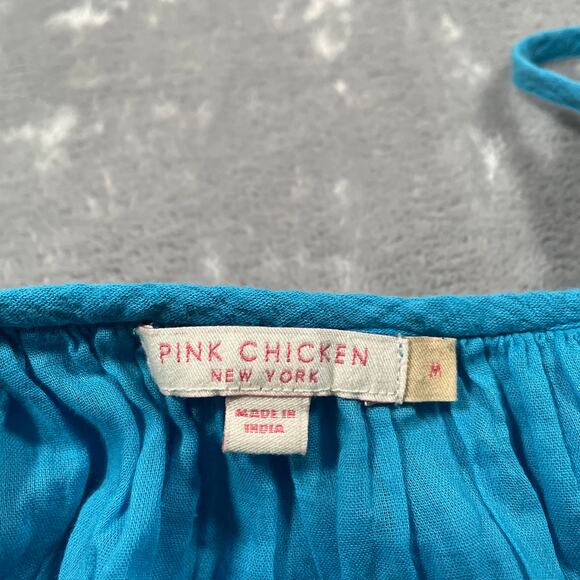 PINK CHICKEN
NEW YORK
M
MADE IN
INDIA